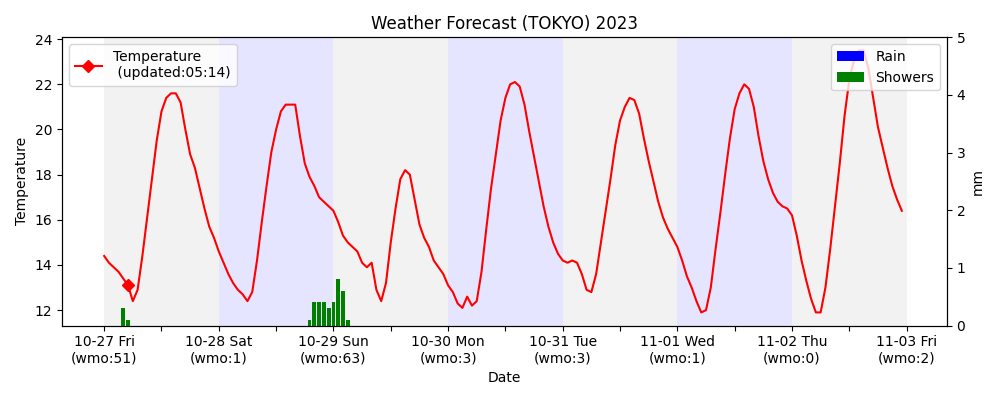 Weather Forecast (TOKYO) 2023
Temperature
(updated:05:14)
Rain
Showers
24
22
20
18
16
14
12
Temperature
5
4
3
2
1
0
mm
10-27 Fri
(wmo:51)
10-28 Sat
(wmo:1)
10-29 Sun
(wmo:63)
10-30 Mon
(wmo:3)
10-31 Tue
(wmo:3)
11-01 Wed
(wmo:1)
11-02 Thu
(wmo:0)
11-03 Fri
(wmo:2)
Date